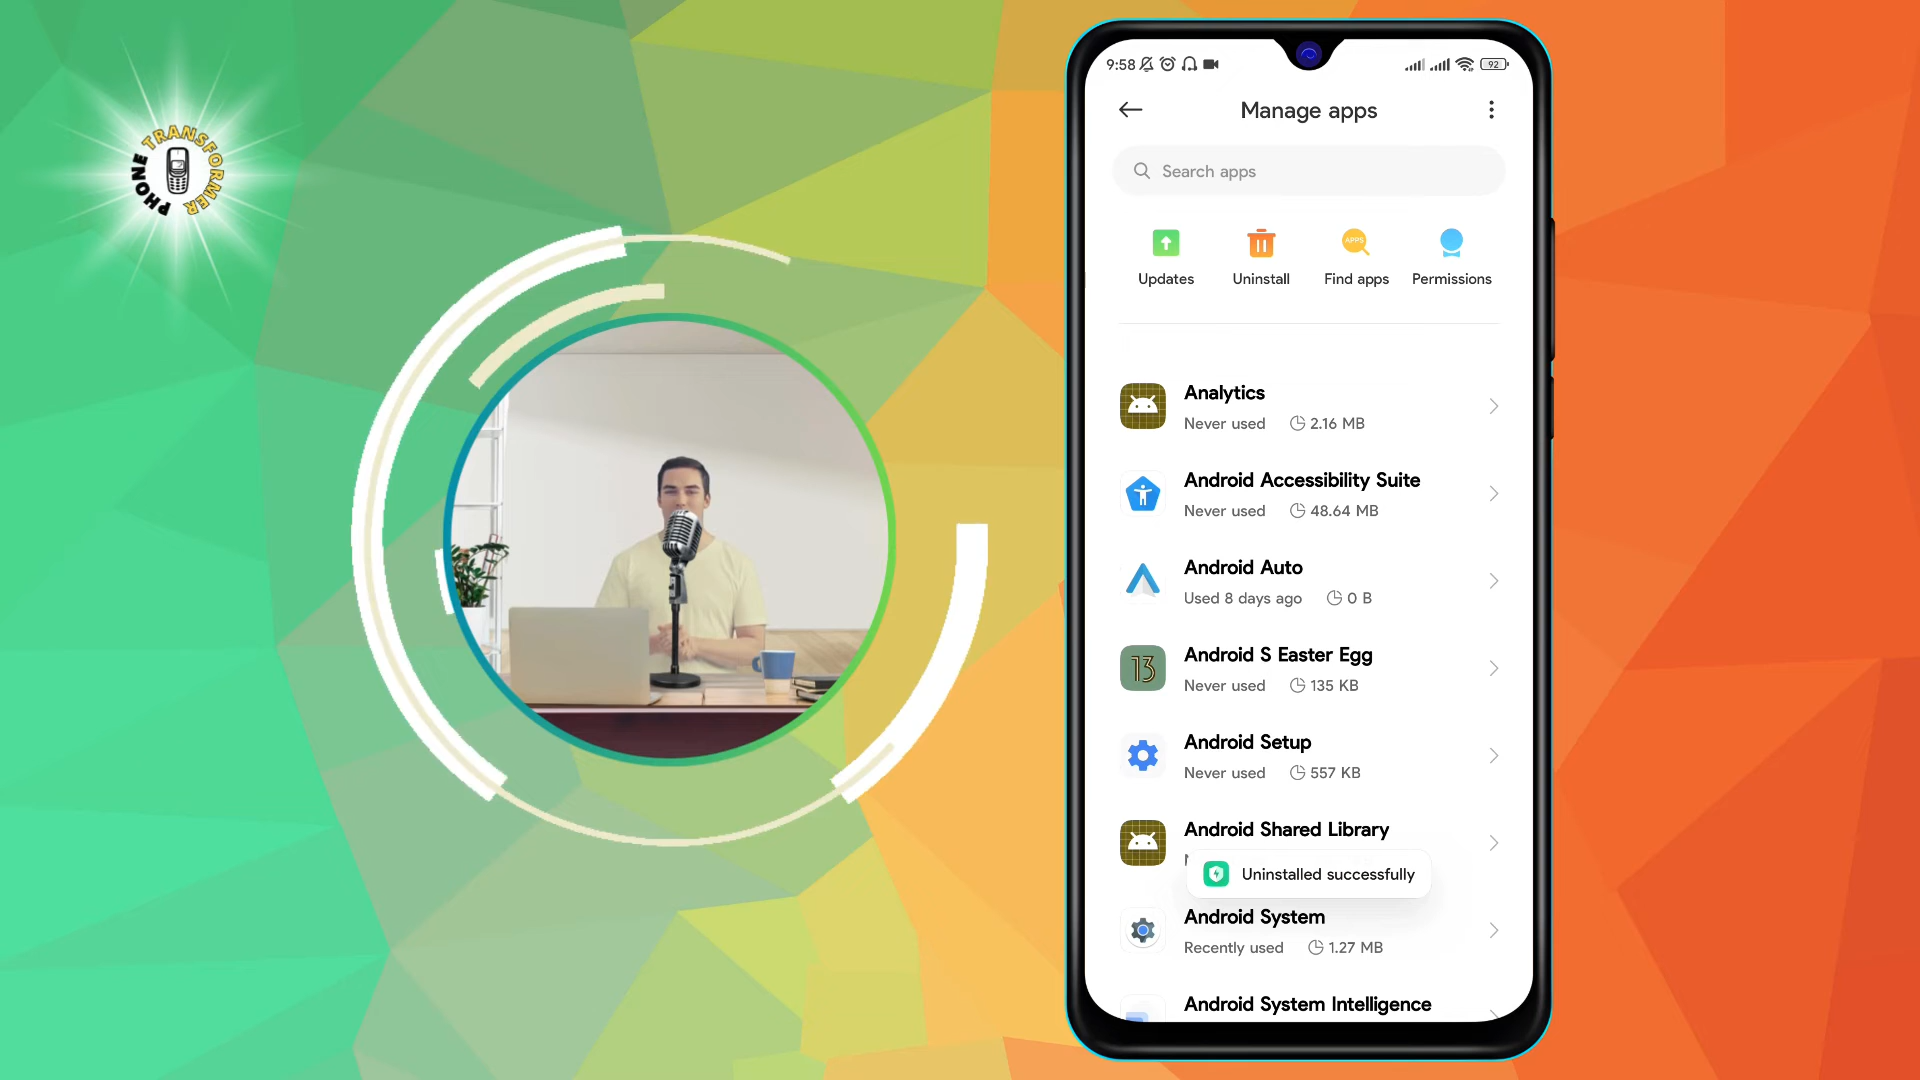 PHONE TRANSFORMER
9:58
92
Manage apps
Search apps
APPS
Updates
Uninstall
Find apps
Permissions
Analytics
Never used 2.16 MB
Android Accessibility Suite
Never used 48.64 MB
Android Auto
Used 8 days ago 0 B
13
Android S Easter Egg
Never used 135 KB
Android Setup
Never used 557 KB
Android Shared Library
Uninstalled successfully
Android System
Recently used 1.27 MB
Android System Intelligence